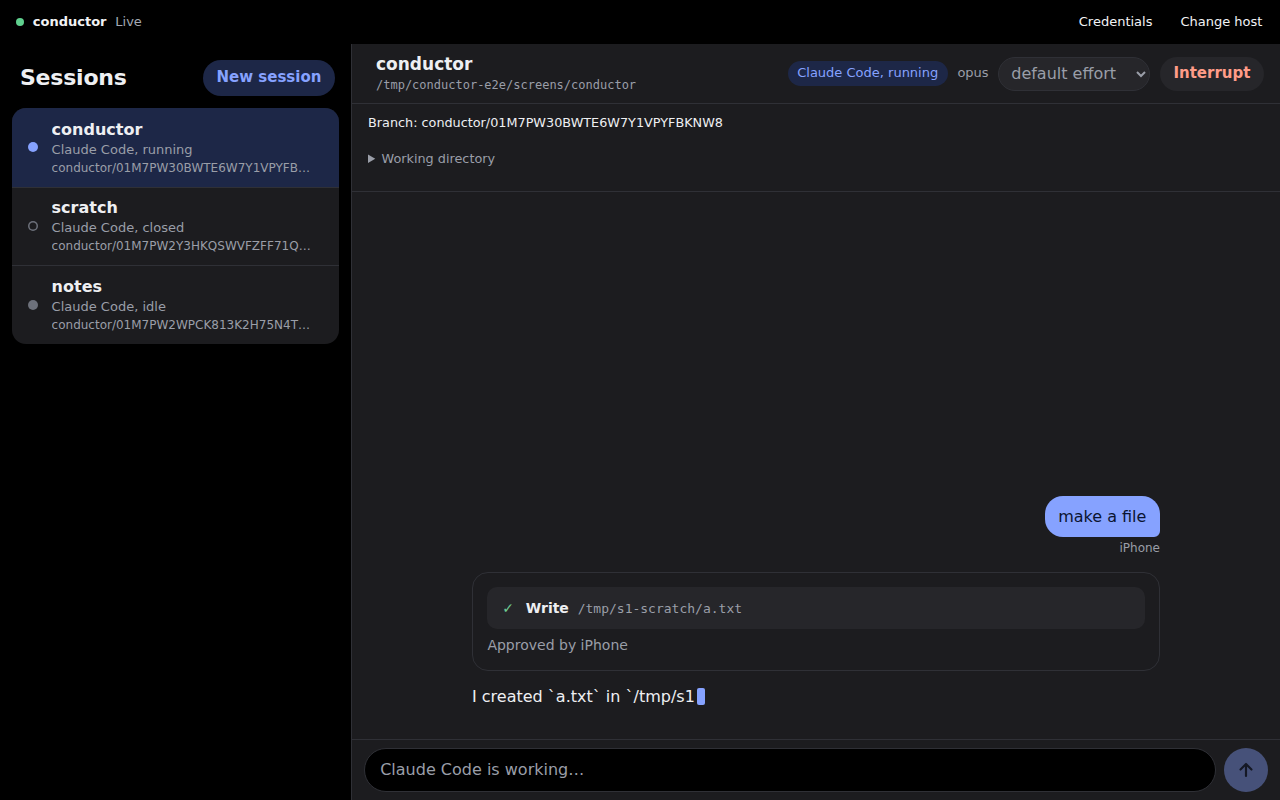 conductor Live
Credentials Change host
Sessions
New session
conductor
Claude Code, running
conductor/01M7PW30BWTE6W7Y1VPYFB…
scratch
Claude Code, closed
conductor/01M7PW2Y3HKQSWVFZFF71Q…
notes
Claude Code, idle
conductor/01M7PW2WPCK813K2H75N4T…
conductor
/tmp/conductor-e2e/screens/conductor
Claude Code, running
opus
default effort
Interrupt
Branch: conductor/01M7PW30BWTE6W7Y1VPYFBKNW8
Working directory
make a file
iPhone
✓ Write /tmp/s1-scratch/a.txt
Approved by iPhone
I created `a.txt` in `/tmp/s1
Claude Code is working…